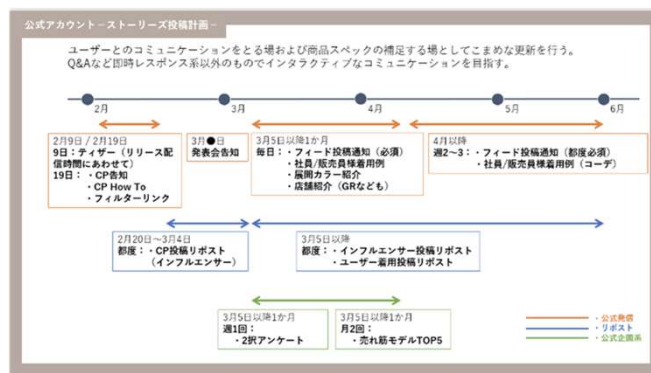 公式アカウント－ストーリーズ投稿計画－
ユーザーとのコミュニケーションをとる場および商品スペックの補足する場としてこまめな更新を行う。
Q&Aなど即時レスポンス系以外のものでインタラクティブなコミュニケーションを目指す。
2月
3月
4月
5月
6月
2月9日 / 2月19日
9日：ティザー（リリース配
信時間にあわせて）
19日：・CP告知
・CP How To
・フィルターリンク
3月●日
発表会告知
3月5日以降1か月
毎日：・フィード投稿通知（必須）
・社員/販売員様着用例
・展開カラー紹介
・店舗紹介（GRなども）
4月以降
週2～3：・フィード投稿通知（都度必須）
・社員/販売員様着用例（コーデ）
2月20日～3月4日
都度：・CP投稿リポスト
（インフルエンサー）
3月5日以降
都度：・インフルエンサー投稿リポスト
・ユーザー着用投稿リポスト
3月5日以降1か月
週1回：
・2択アンケート
3月5日以降1か月
月2回：
・売れ筋モデルTOP5
・公式発信
・リポスト
・公式企画系